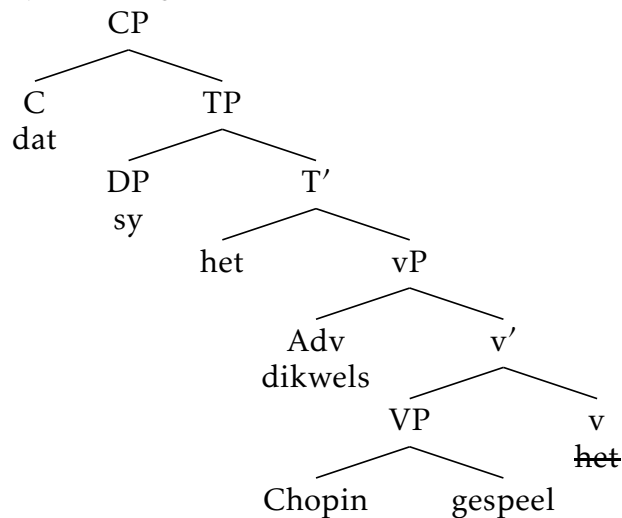 CP
C TP
dat
DP T′
sy
het vP
Adv v′
dikwels
VP v
het
Chopin gespeel